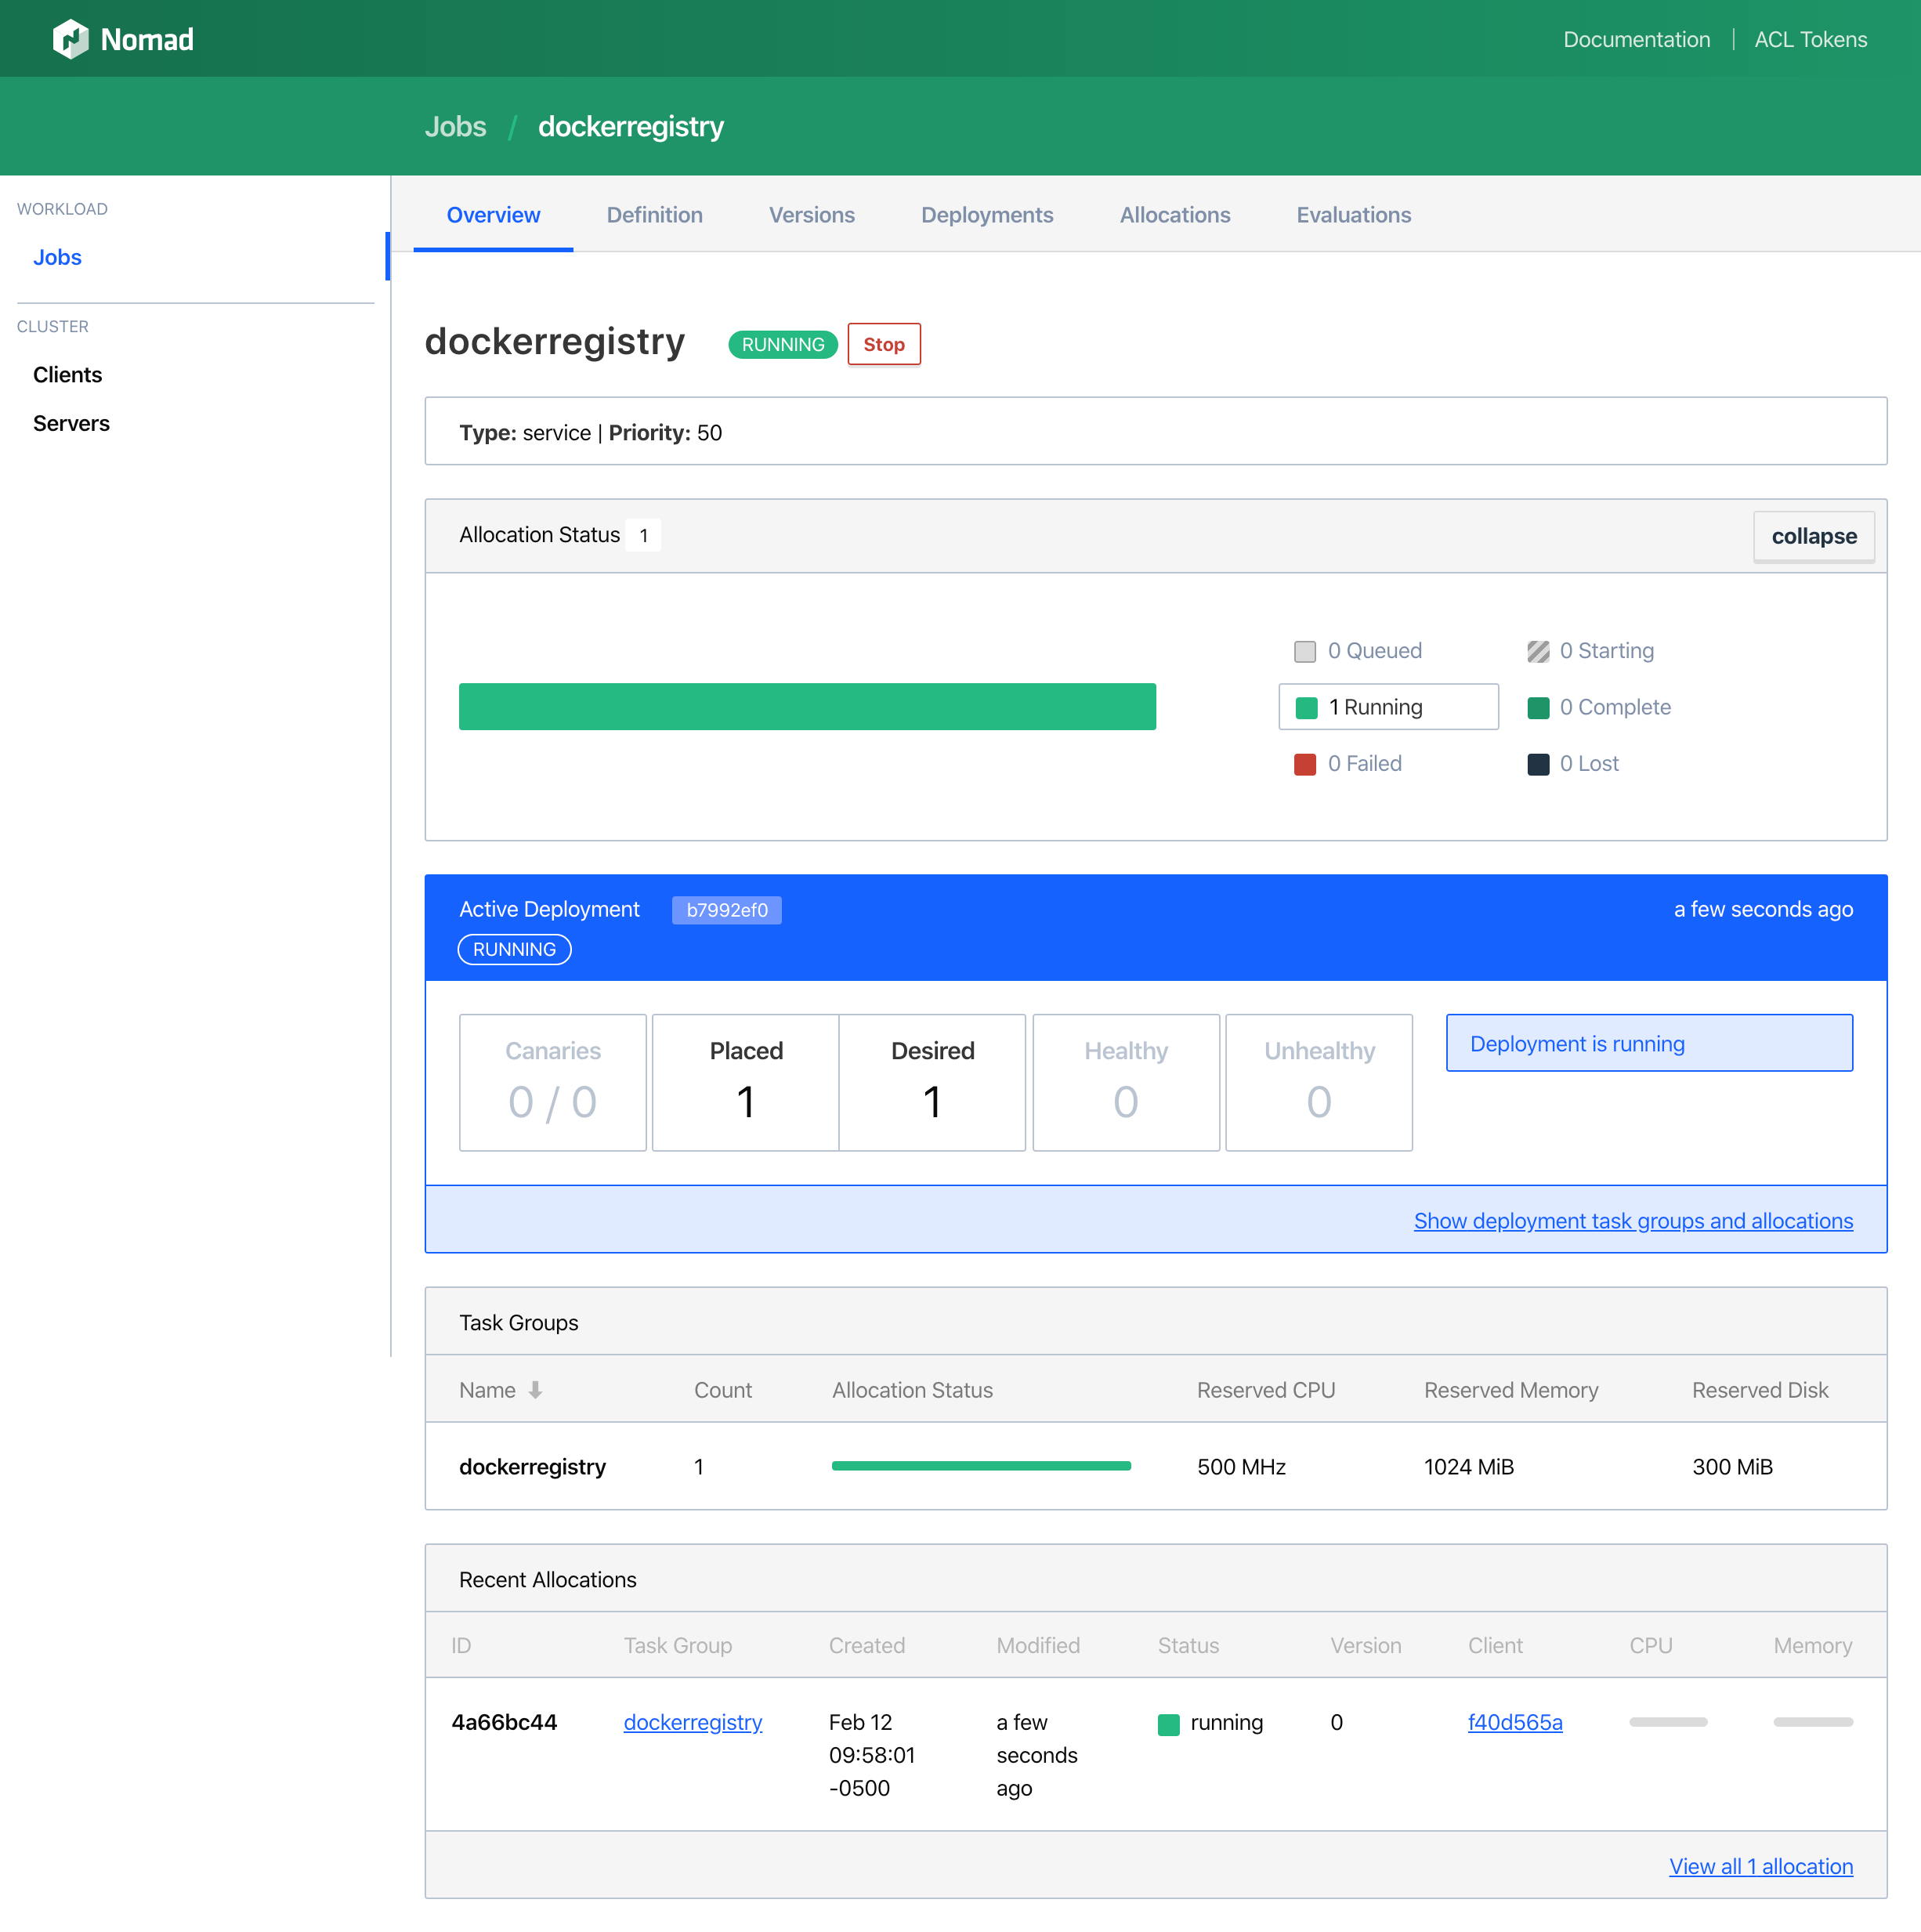 Nomad
Documentation | ACL Tokens
Jobs / dockerregistry
WORKLOAD
Jobs
CLUSTER
Clients
Servers
Overview Definition Versions Deployments Allocations Evaluations
dockerregistry RUNNING Stop
Type: service | Priority: 50
Allocation Status 1 collapse
0 Queued 0 Starting
1 Running 0 Complete
0 Failed 0 Lost
Active Deployment b7992ef0 a few seconds ago
RUNNING
Canaries Placed Desired Healthy Unhealthy
0 / 0 1 1 0 0
Deployment is running
Show deployment task groups and allocations
Task Groups
Name Count Allocation Status Reserved CPU Reserved Memory Reserved Disk
dockerregistry 1 500 MHz 1024 MiB 300 MiB
Recent Allocations
ID Task Group Created Modified Status Version Client CPU Memory
4a66bc44 dockerregistry Feb 12 a few running 0 f40d565a
09:58:01 seconds
-0500 ago
View all 1 allocation